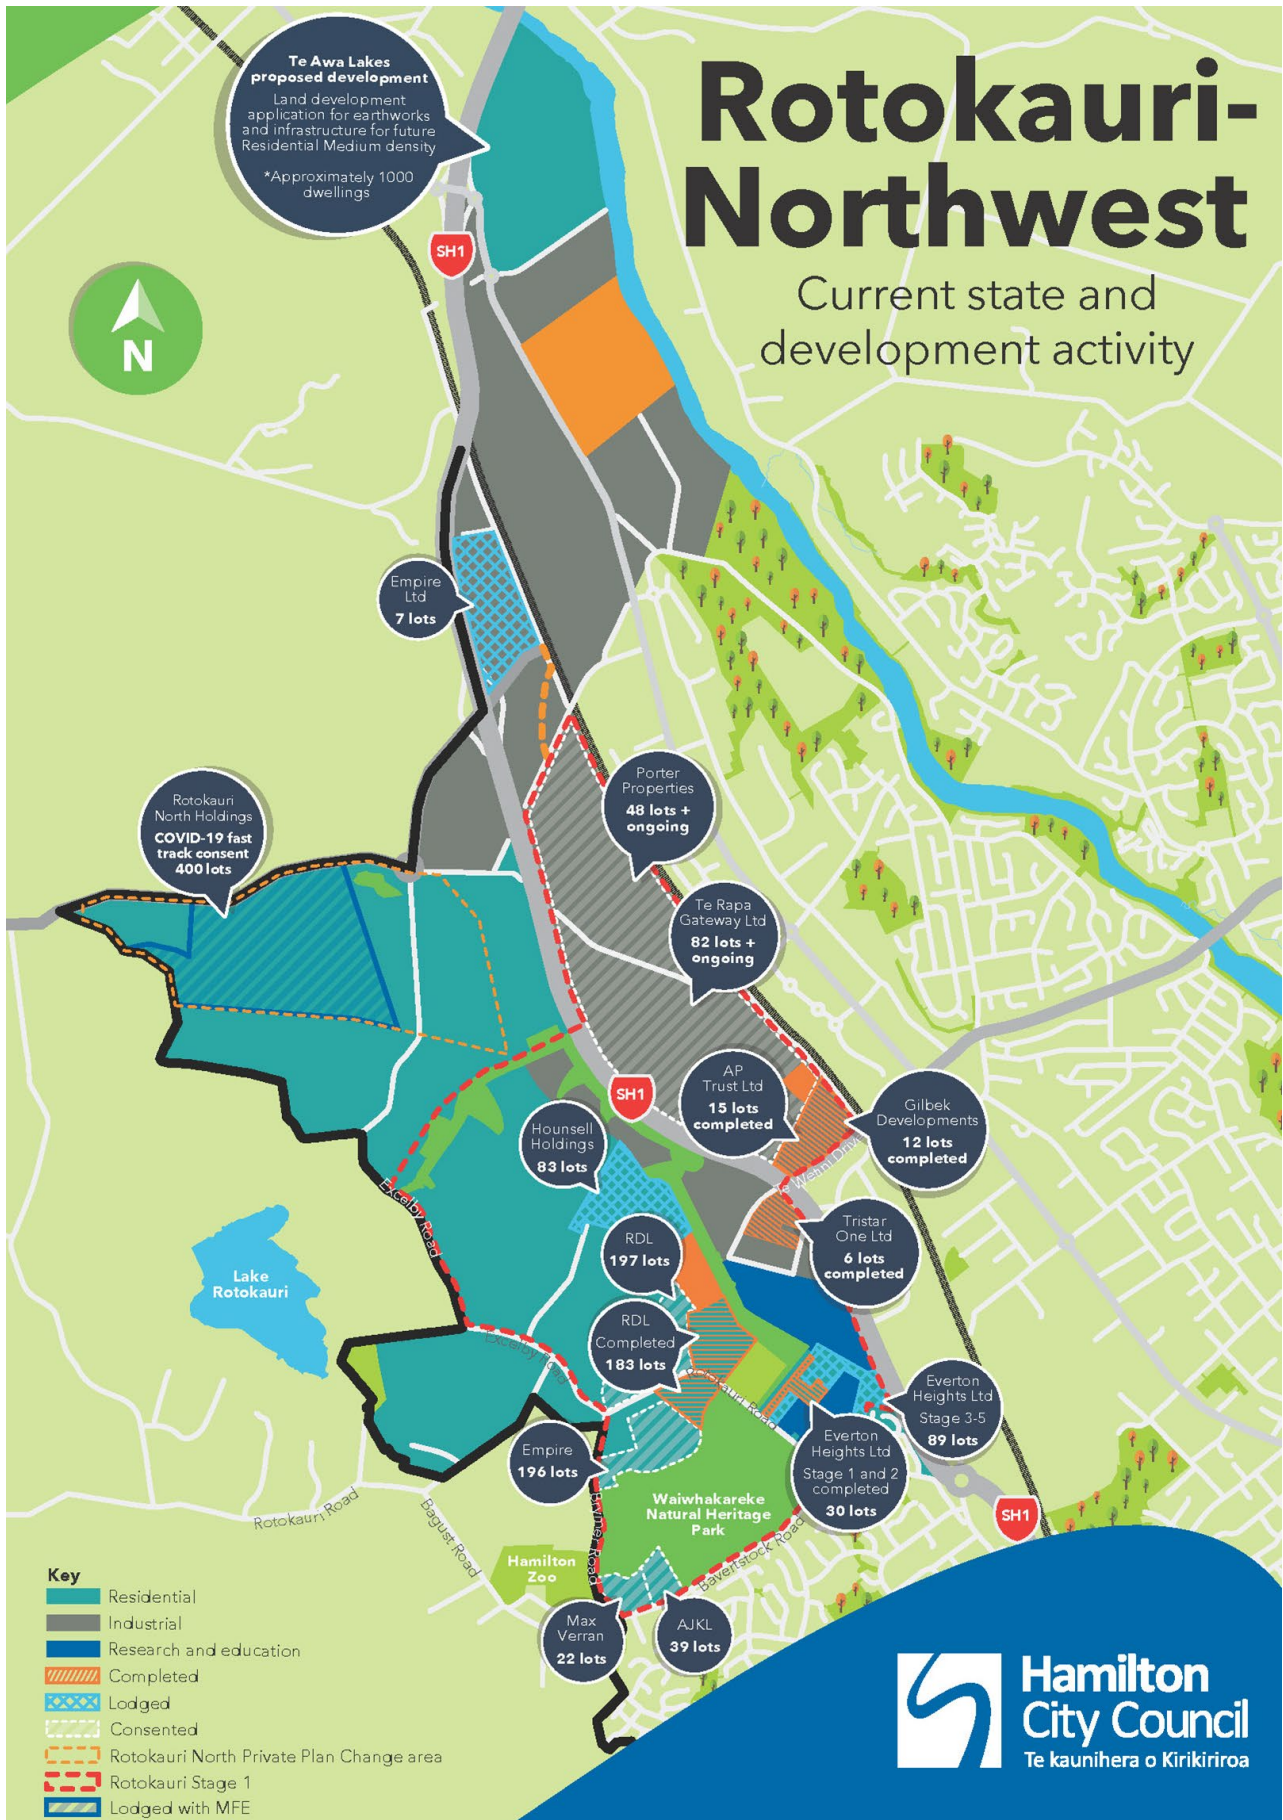 Te Awa Lakes
proposed development
Land development
application for earthworks
and infrastructure for future
Residential Medium density
*Approximately 1000
dwellings
Rotokauri-
Northwest
Current state and
development activity
SH1
N
Empire
Ltd
7 lots
Porter
Properties
48 lots +
ongoing
Rotokauri
North Holdings
COVID-19 fast
track consent
400 lots
Te Rapa
Gateway Ltd
82 lots +
ongoing
AP
Trust Ltd
15 lots
completed
SH1
Gilbek
Developments
12 lots
completed
Hounsell
Holdings
83 lots
Te Wehni Drive
Excelby Road
Tristar
One Ltd
6 lots
completed
RDL
197 lots
Lake
Rotokauri
RDL
Completed
183 lots
Excelby Road
Rotokauri Road
Everton
Heights Ltd
Stage 3-5
89 lots
Everton
Heights Ltd
Stage 1 and 2
completed
30 lots
Empire
196 lots
Waiwhakareke
Natural Heritage
Park
Rotokauri Road
Bagust Road
Brymer Road
Baverstock Road
SH1
Hamilton
Zoo
Max
Verran
22 lots
AJKL
39 lots
Key
Residential
Industrial
Research and education
Completed
Lodged
Consented
Rotokauri North Private Plan Change area
Rotokauri Stage 1
Lodged with MFE
Hamilton
City Council
Te kaunihera o Kirikiriroa